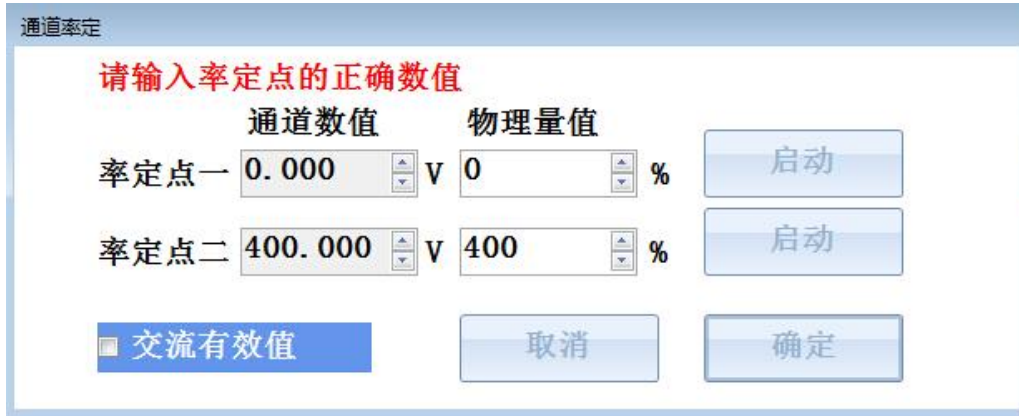 通道率定
请输入率定点的正确数值
通道数值 物理量值
率定点一 0.000 V 0 % 启动
率定点二 400.000 V 400 % 启动
交流有效值 取消 确定